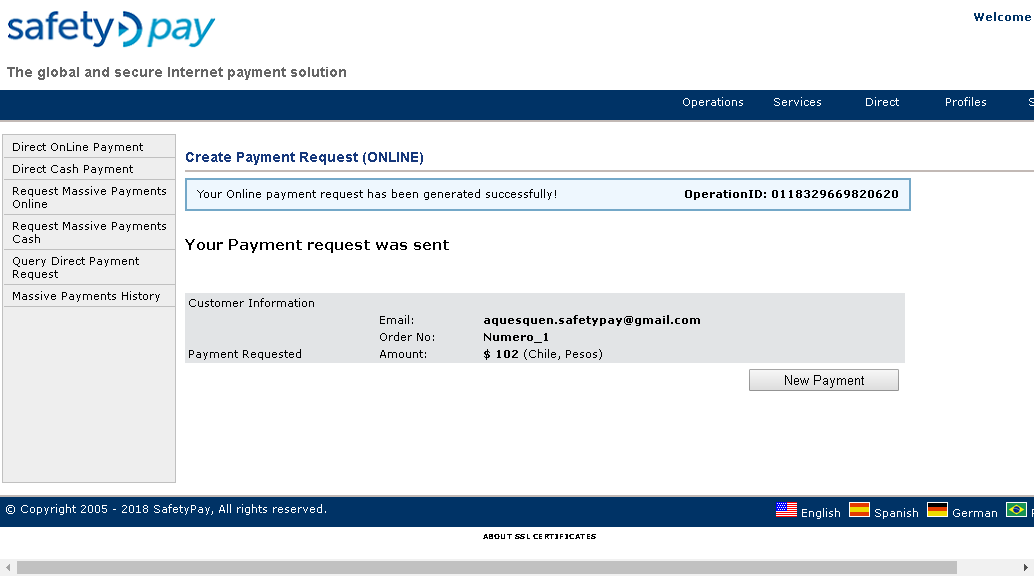 safetypay
Welcome
The global and secure Internet payment solution
Operations Services Direct Profiles S
Direct OnLine Payment
Direct Cash Payment
Request Massive Payments
Online
Request Massive Payments
Cash
Query Direct Payment
Request
Massive Payments History
Create Payment Request (ONLINE)
Your Online payment request has been generated successfully! OperationID: 0118329669820620
Your Payment request was sent
Customer Information
Email: aquesquen.safetypay@gmail.com
Order No: Numero_1
Payment Requested Amount: $ 102 (Chile, Pesos)
New Payment
© Copyright 2005 - 2018 SafetyPay, All rights reserved.
English Spanish German
ABOUT SSL CERTIFICATES